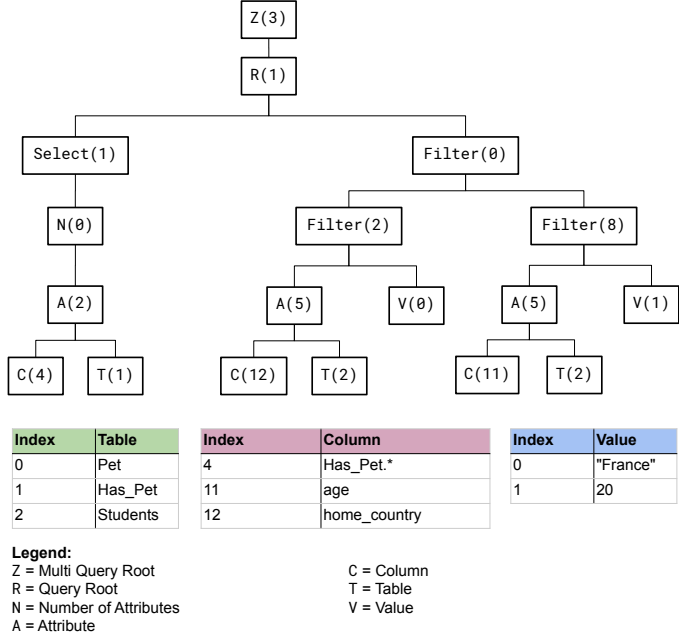 Z(3)
R(1)
Select(1)
Filter(0)
N(0)
Filter(2)
Filter(8)
A(2)
A(5)
V(0)
A(5)
V(1)
C(4)
T(1)
C(12)
T(2)
C(11)
T(2)
Index Table
0 Pet
1 Has_Pet
2 Students
Index Column
4 Has_Pet.*
11 age
12 home_country
Index Value
0 "France"
1 20
Legend:
Z = Multi Query Root
R = Query Root
N = Number of Attributes
A = Attribute
C = Column
T = Table
V = Value